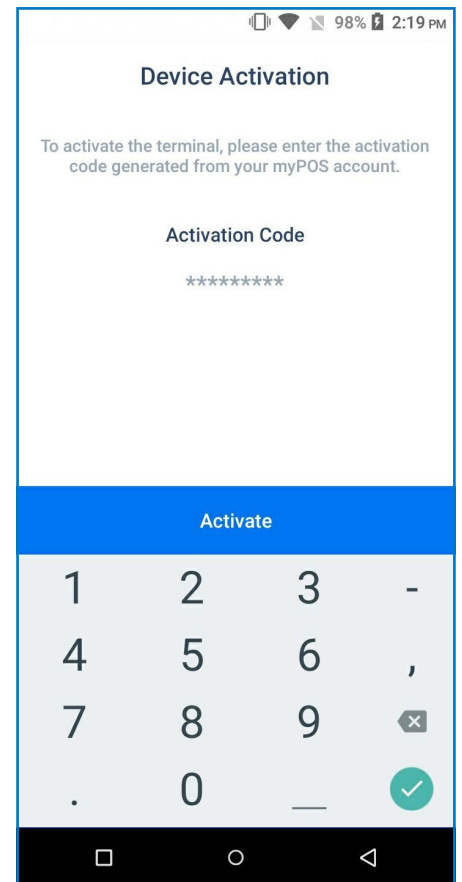 98% 2:19 PM
Device Activation
To activate the terminal, please enter the activation
code generated from your myPOS account.
Activation Code
*********
Activate
1 2 3 -
4 5 6 ,
7 8 9
. 0 _